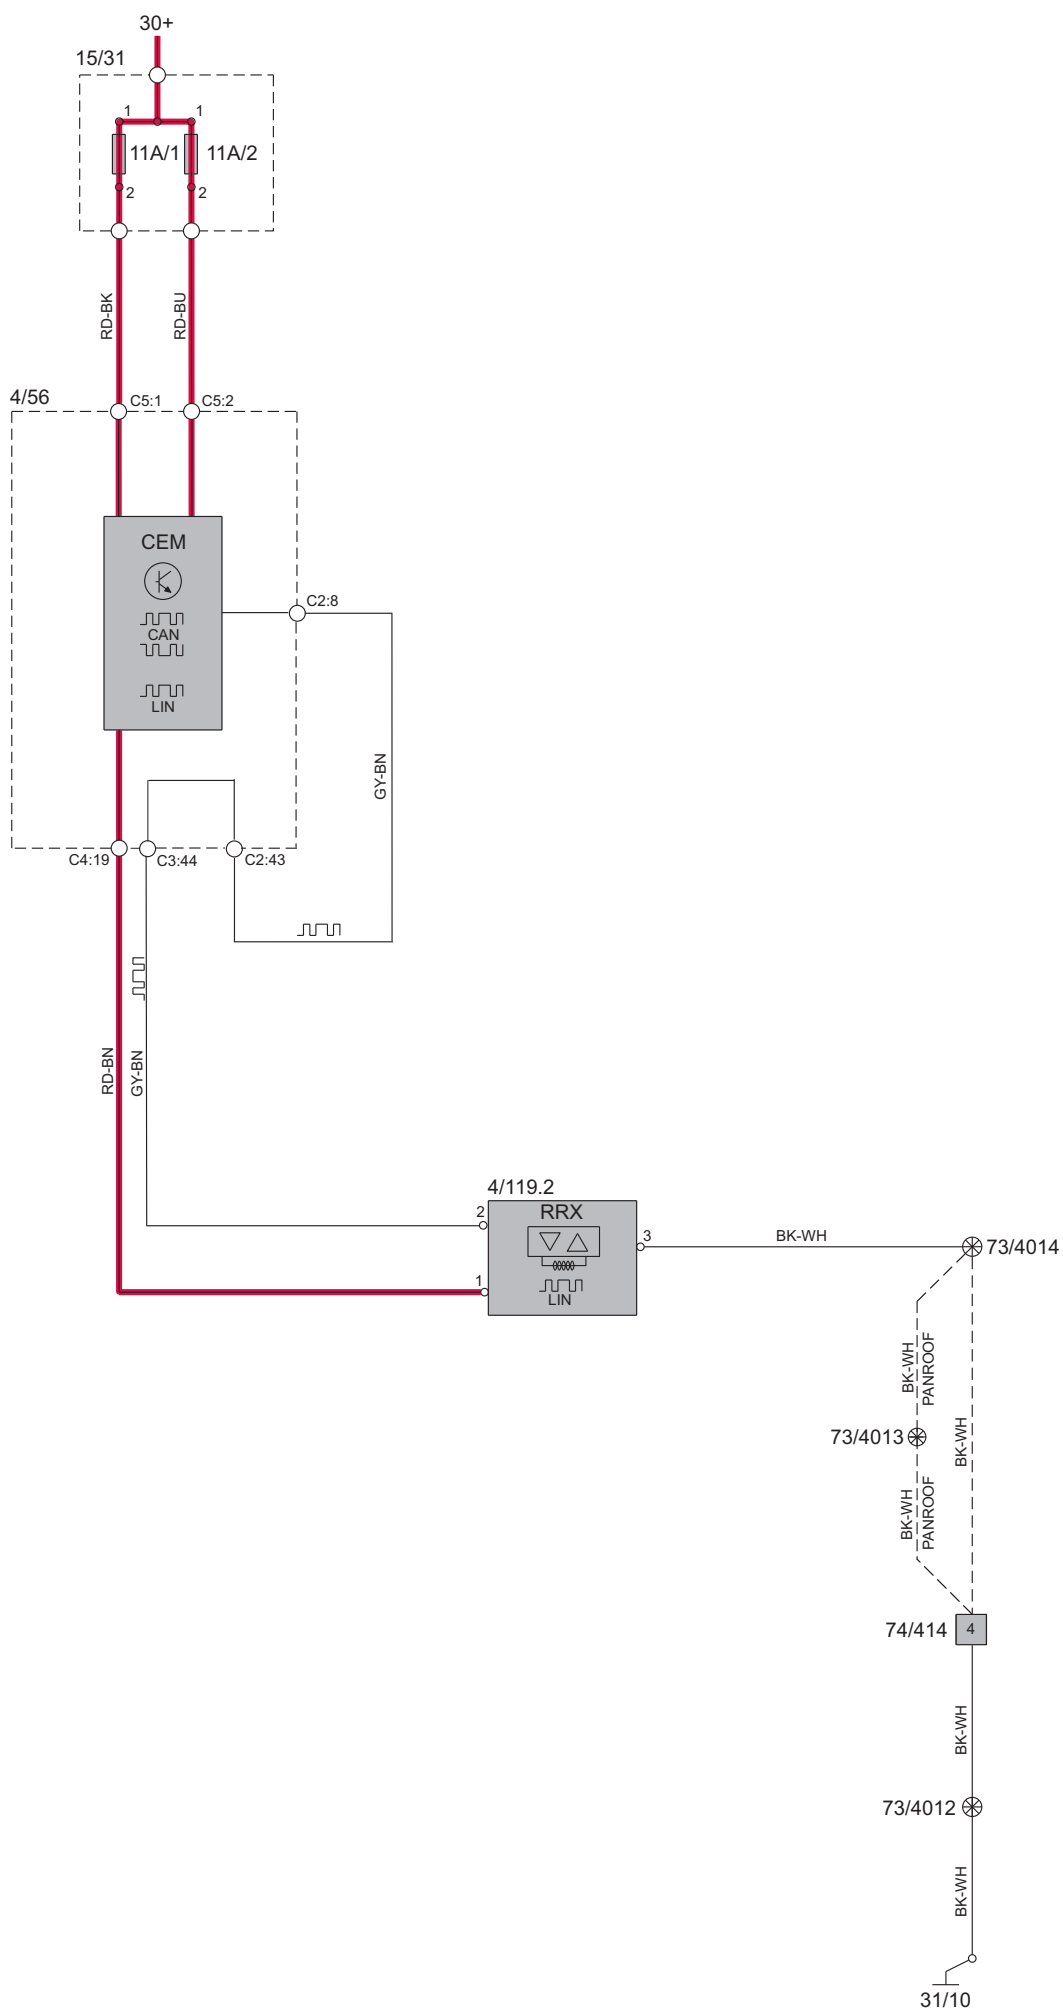 30+
15/31
1
1
11A/1
11A/2
2
2
RD-BK
RD-BU
4/56
C5:1
C5:2
CEM
CAN
LIN
C2:8
GY-BN
C4:19
C3:44
C2:43
RD-BN
GY-BN
4/119.2
RRX
LIN
2
1
3
BK-WH
73/4014
BK-WH
PANROOF
73/4013
BK-WH
BK-WH
PANROOF
74/414
4
BK-WH
73/4012
BK-WH
31/10